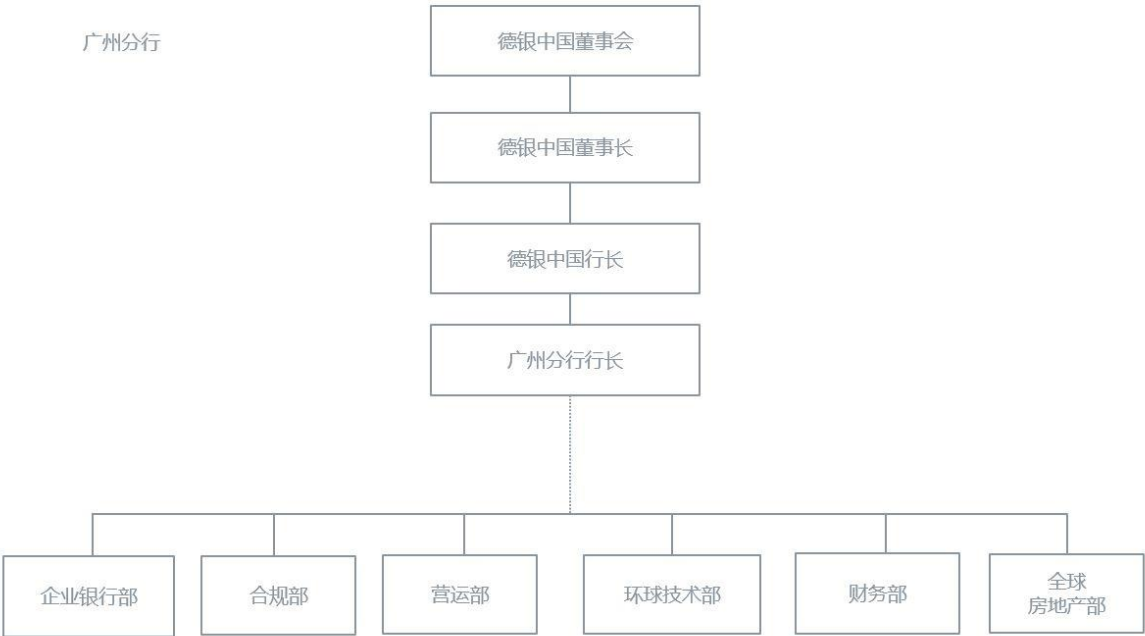 广州分行
德银中国董事会
德银中国董事长
德银中国行长
广州分行行长
企业银行部
合规部
营运部
环球技术部
财务部
全球
房地产部